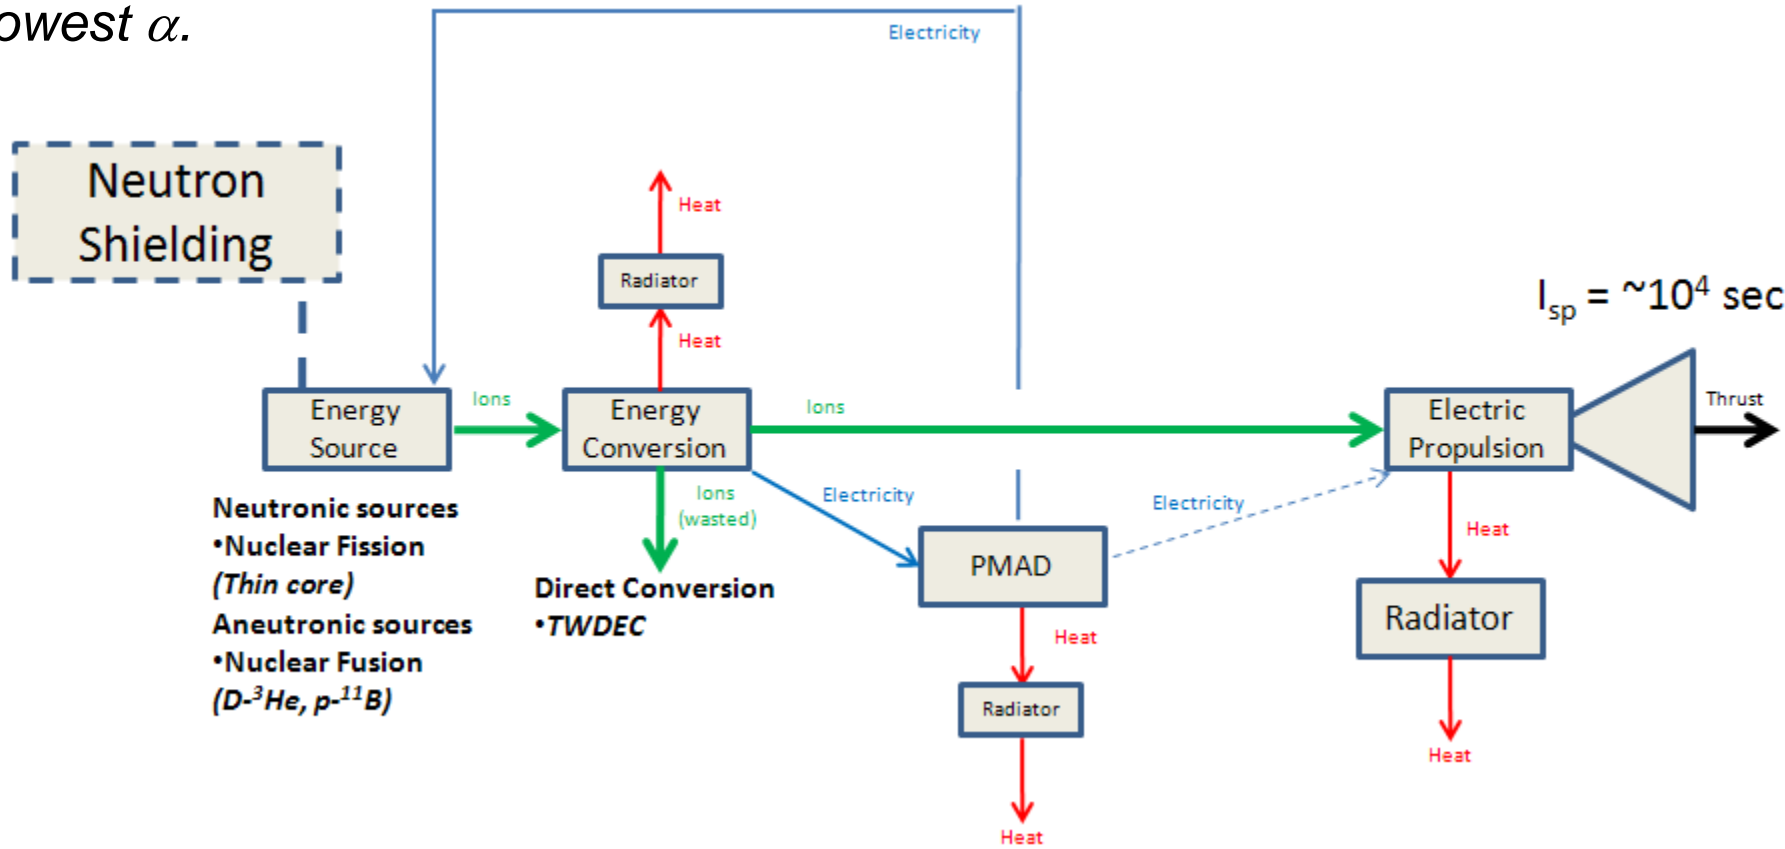 owest α.
Electricity
Neutron
Shielding
Heat
Radiator
Heat
I_sp = ~10⁴ sec
Energy
Source
Ions
Energy
Conversion
Ions
Electric
Propulsion
Thrust
Ions
(wasted)
Electricity
Electricity
PMAD
Heat
Radiator
Heat
Heat
Radiator
Heat
Neutronic sources
•Nuclear Fission
(Thin core)
Aneutronic sources
•Nuclear Fusion
(D-³He, p-¹¹B)
Direct Conversion
•TWDEC